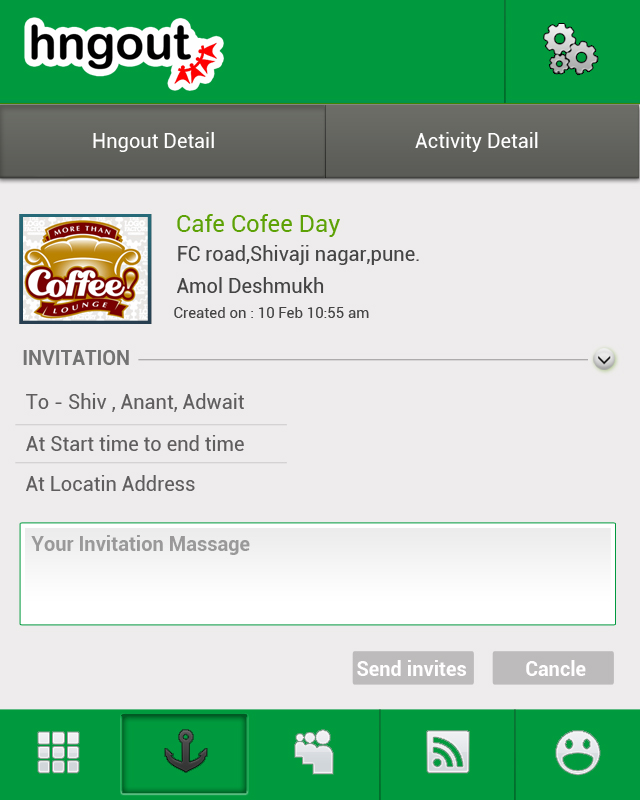 hngout
Hngout Detail
Activity Detail
MORE THAN
Coffee!
LOUNGE
Cafe Cofee Day
FC road,Shivaji nagar,pune.
Amol Deshmukh
Created on : 10 Feb 10:55 am
INVITATION
To - Shiv , Anant, Adwait
At Start time to end time
At Locatin Address
Your Invitation Massage
Send invites
Cancle